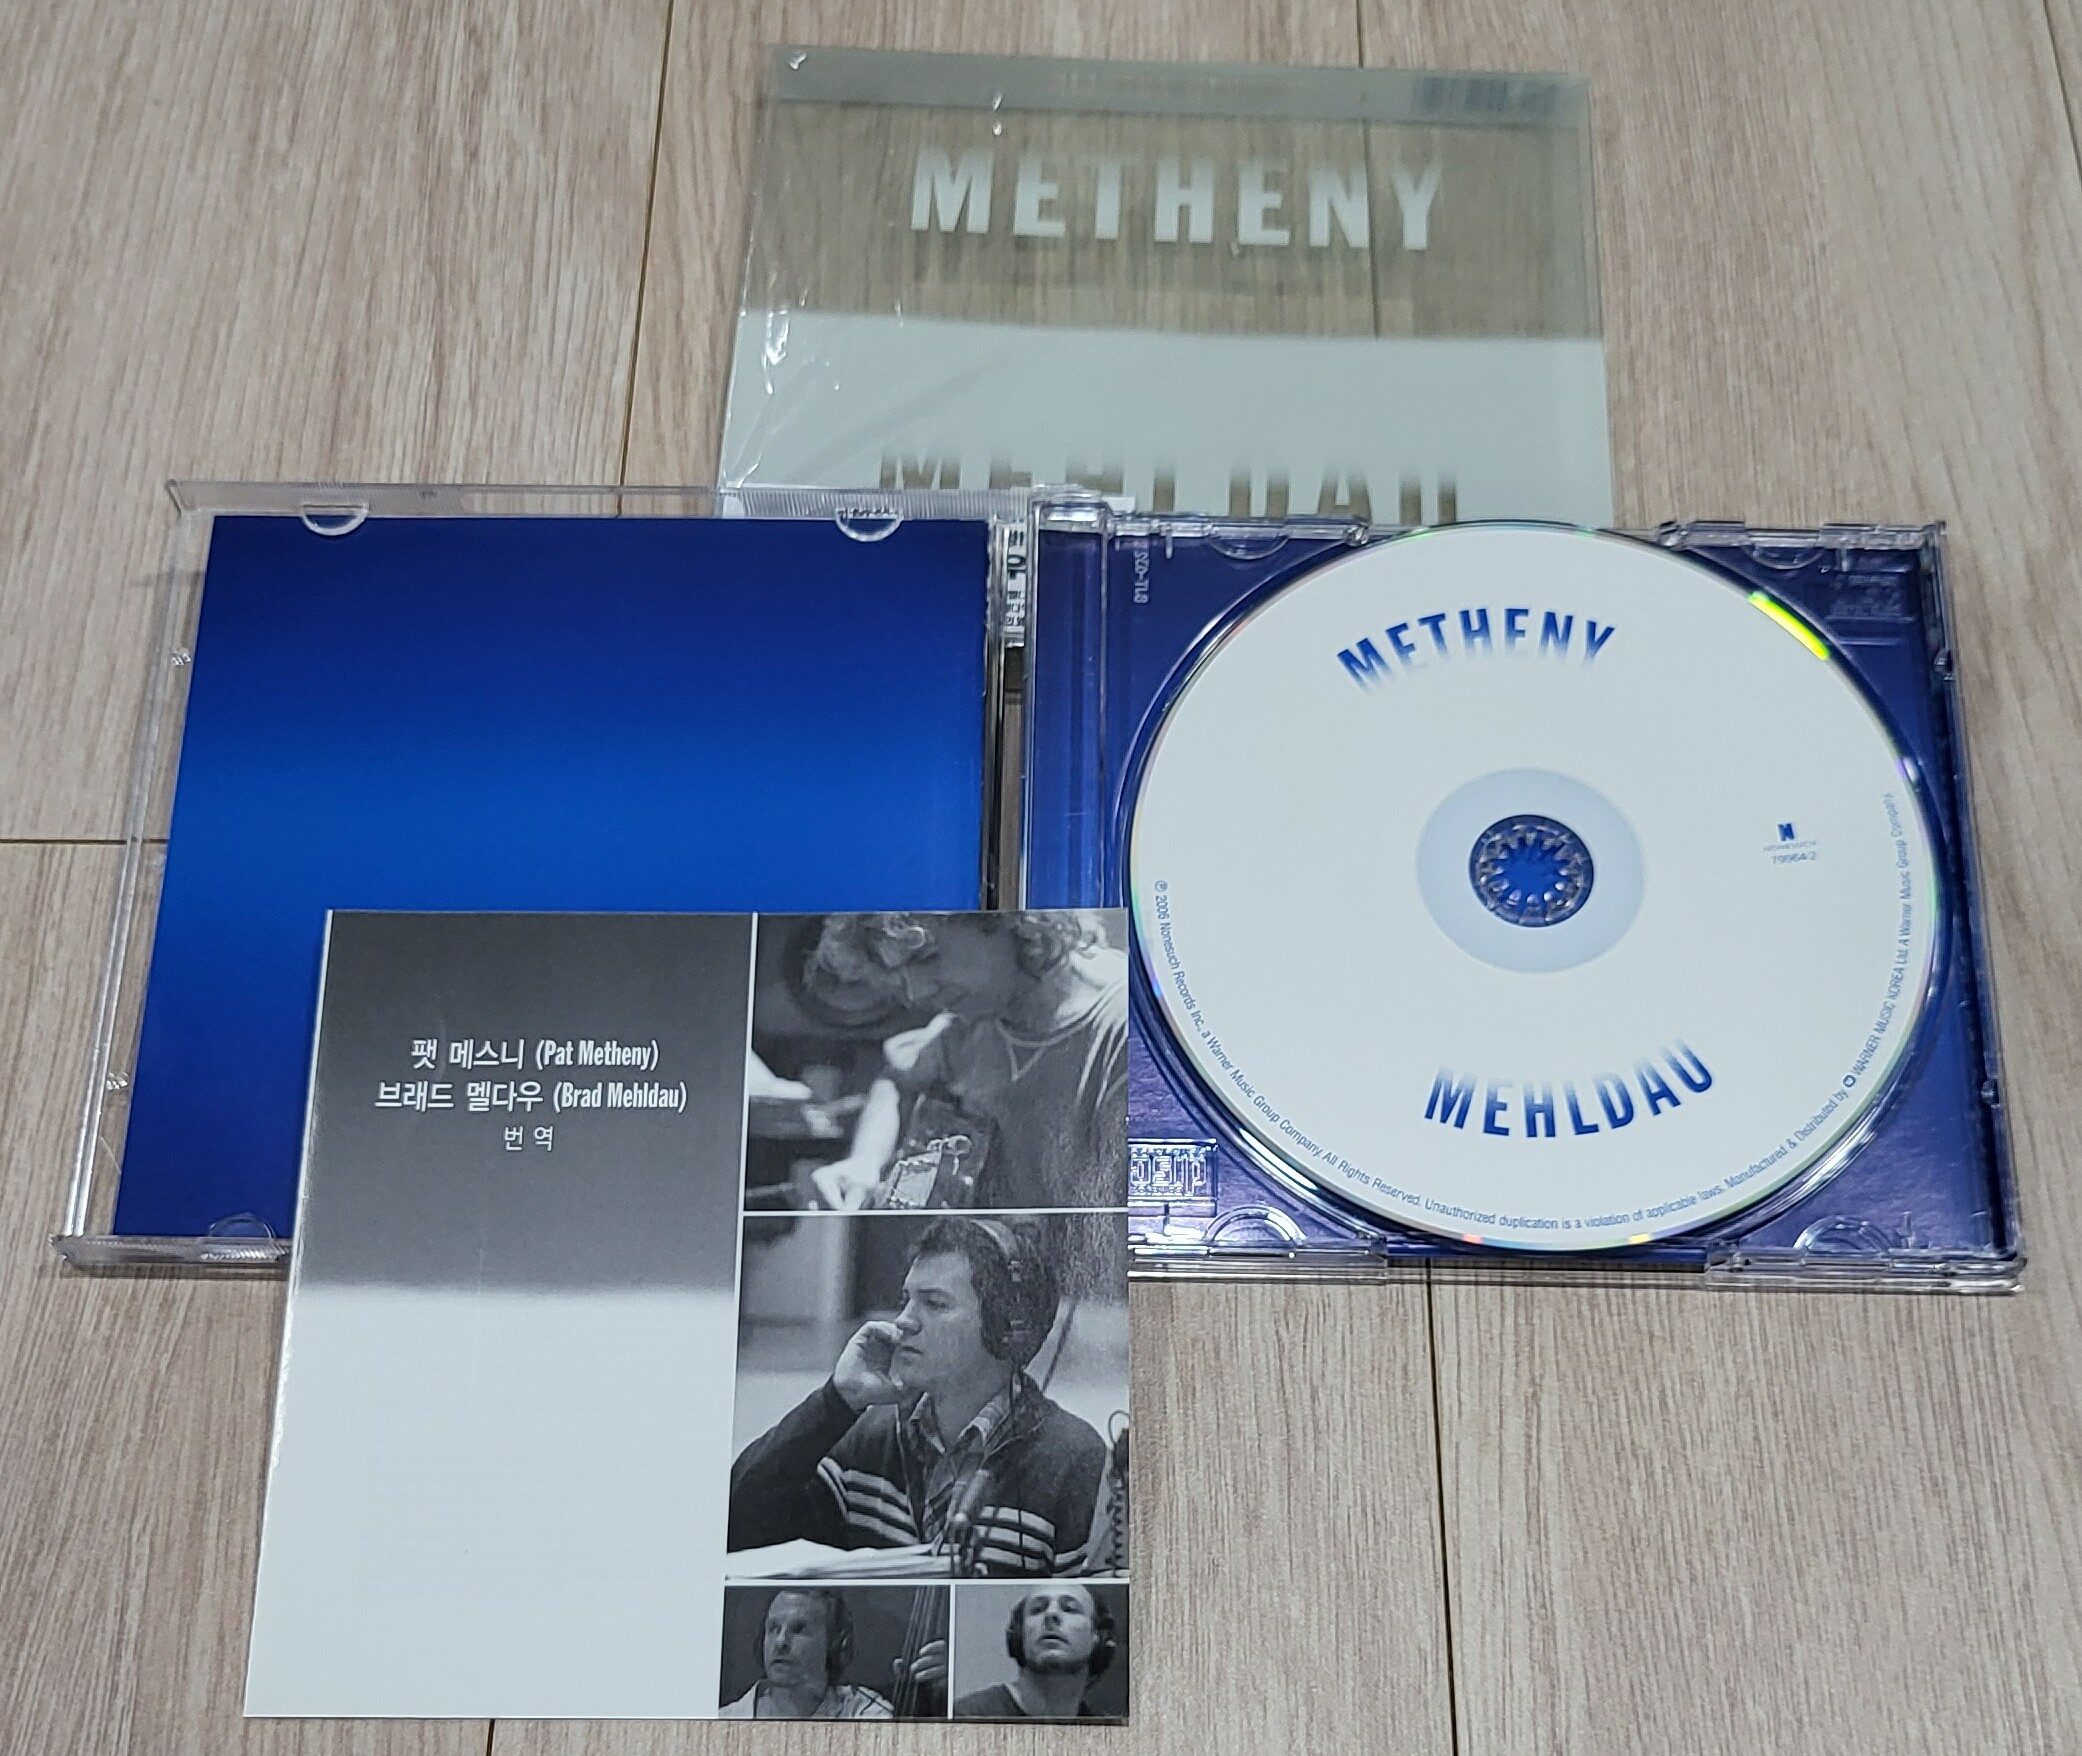 METHENY
MEHLDAU
METHENY
N
NONESUCH
79964-2
MEHLDAU
℗ 2006 Nonesuch Records Inc., a Warner Music Group Company. All Rights Reserved. Unauthorized duplication is a violation of applicable laws. Manufactured & Distributed by WARNER MUSIC KOREA Ltd. A Warner Music Group Company.
팻 메스니 (Pat Metheny)
브래드 멜다우 (Brad Mehldau)
번 역